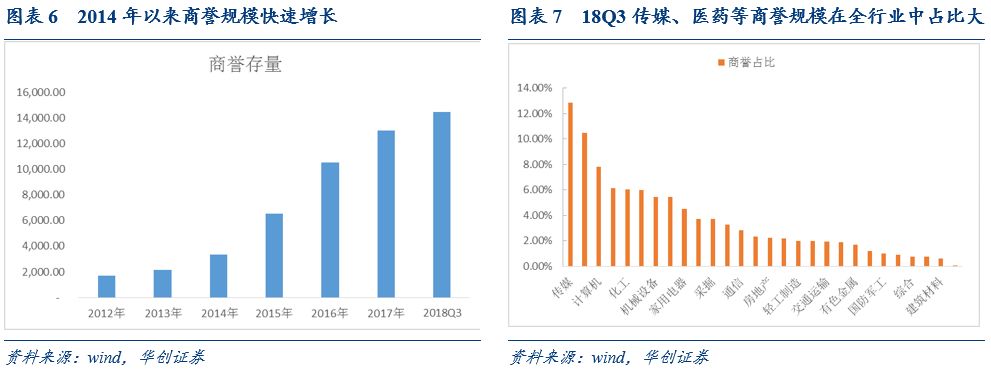 图表 6 2014 年以来商誉规模快速增长
商誉存量
16,000.00
14,000.00
12,000.00
10,000.00
8,000.00
6,000.00
4,000.00
2,000.00
-
2012年 2013年 2014年 2015年 2016年 2017年 2018Q3
资料来源：wind，华创证券
图表 7 18Q3 传媒、医药等商誉规模在全行业中占比大
商誉占比
14.00%
12.00%
10.00%
8.00%
6.00%
4.00%
2.00%
0.00%
传媒 计算机 化工 机械设备 家用电器 采掘 通信 房地产 轻工制造 交通运输 有色金属 国防军工 综合 建筑材料
资料来源：wind，华创证券